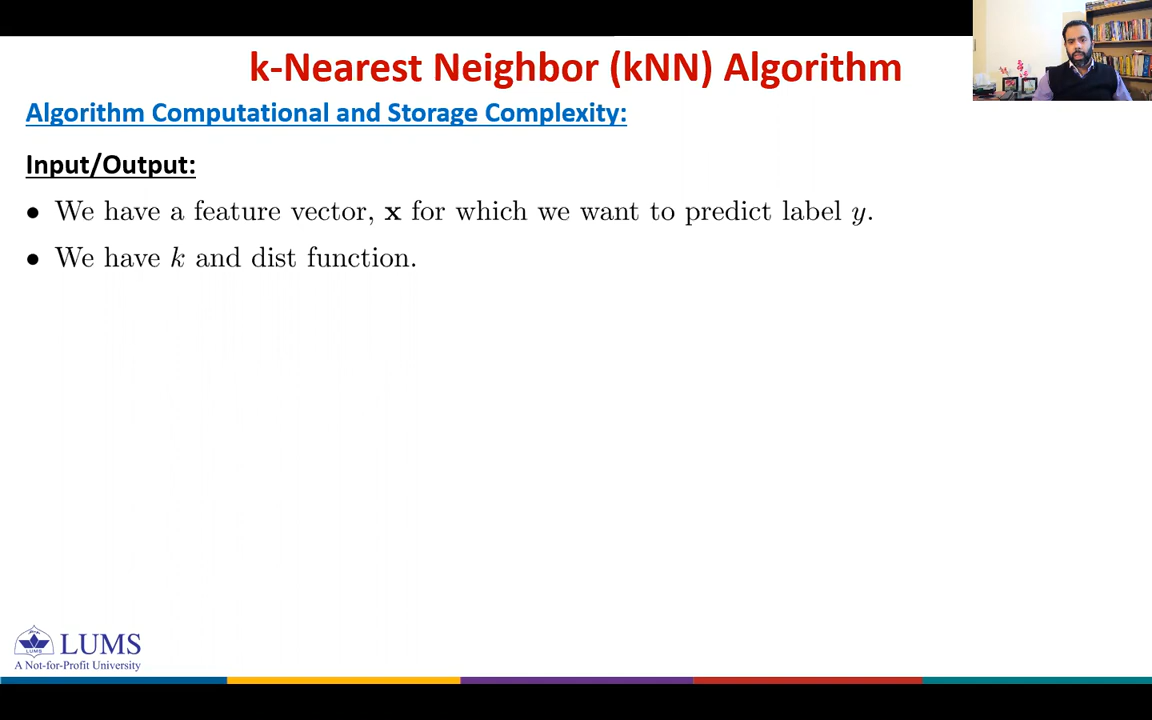 k-Nearest Neighbor (kNN) Algorithm
Algorithm Computational and Storage Complexity:
Input/Output:
• We have a feature vector, x for which we want to predict label y.
• We have k and dist function.
LUMS
LUMS
A Not-for-Profit University